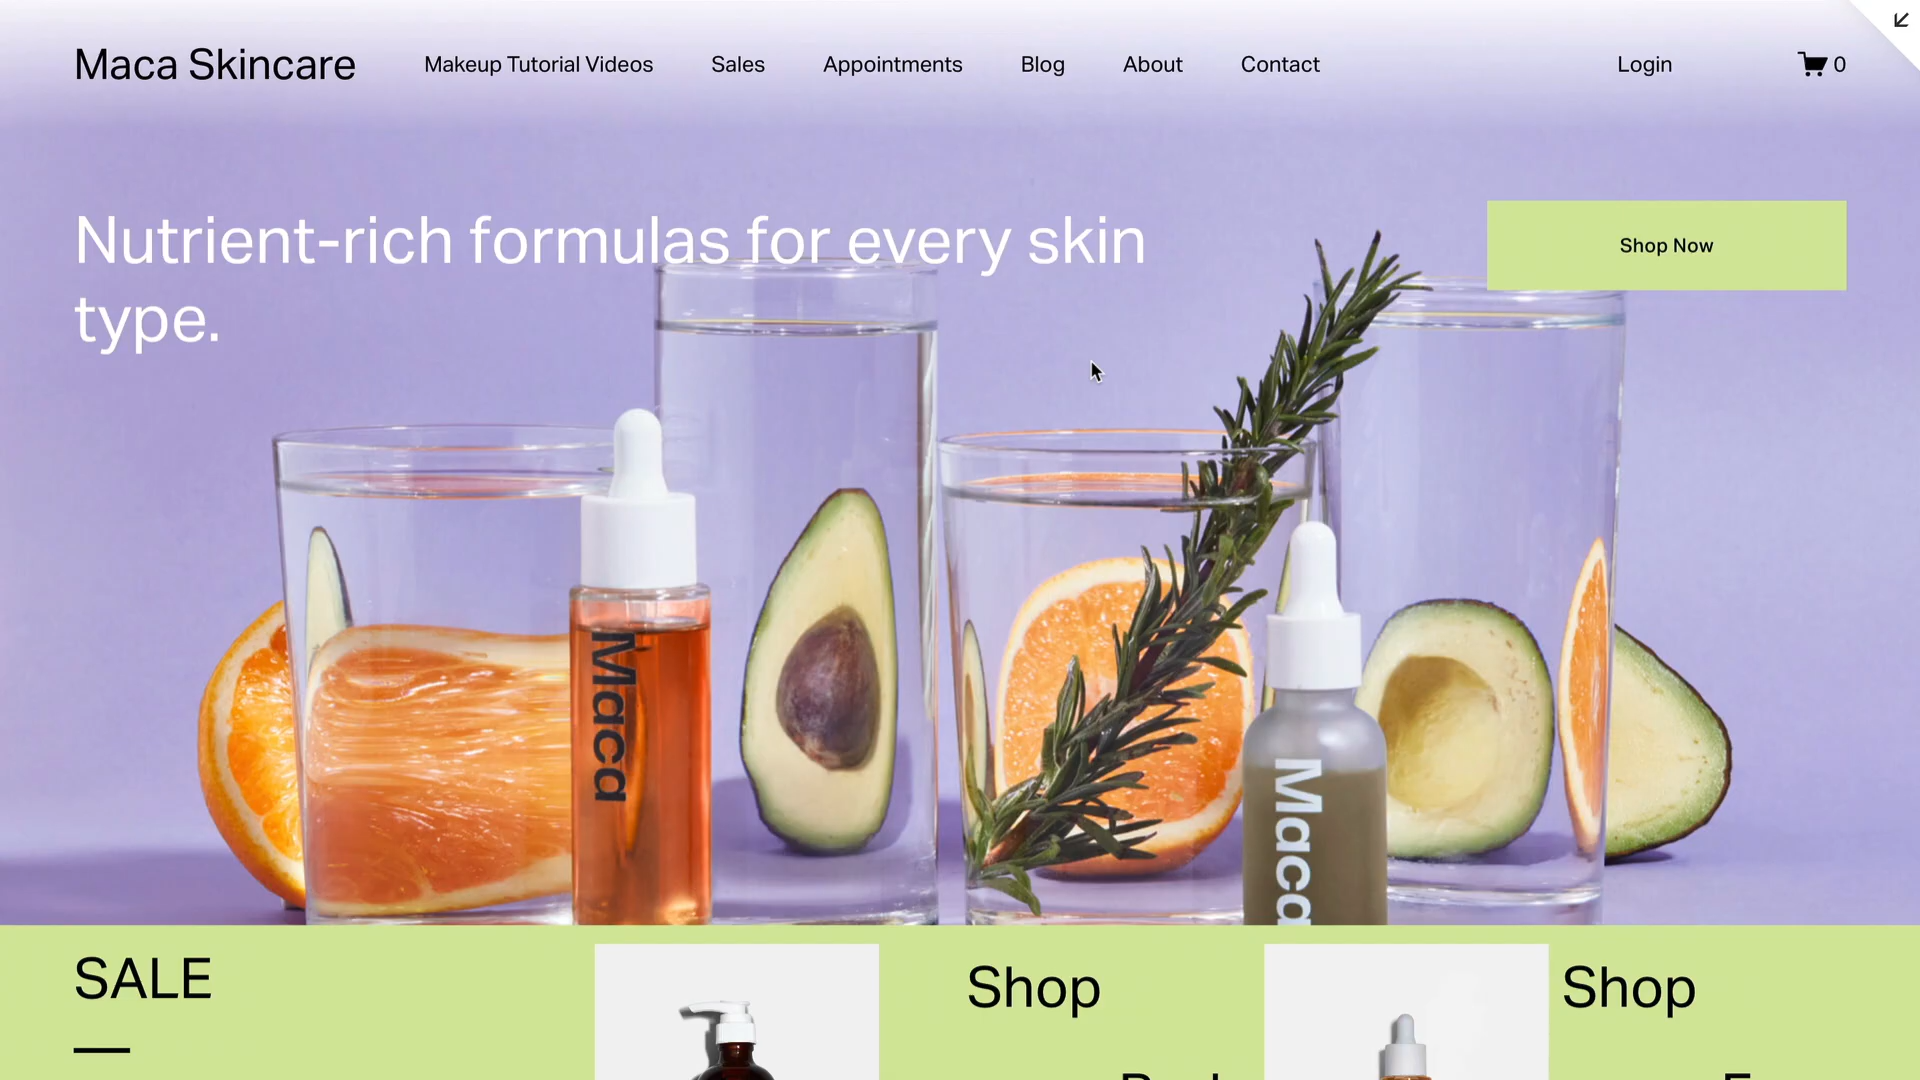 Maca Skincare
Makeup Tutorial Videos
Sales
Appointments
Blog
About
Contact
Login
0
Nutrient-rich formulas for every skin
type.
Shop Now
Maca
Maca
SALE
Shop
Shop